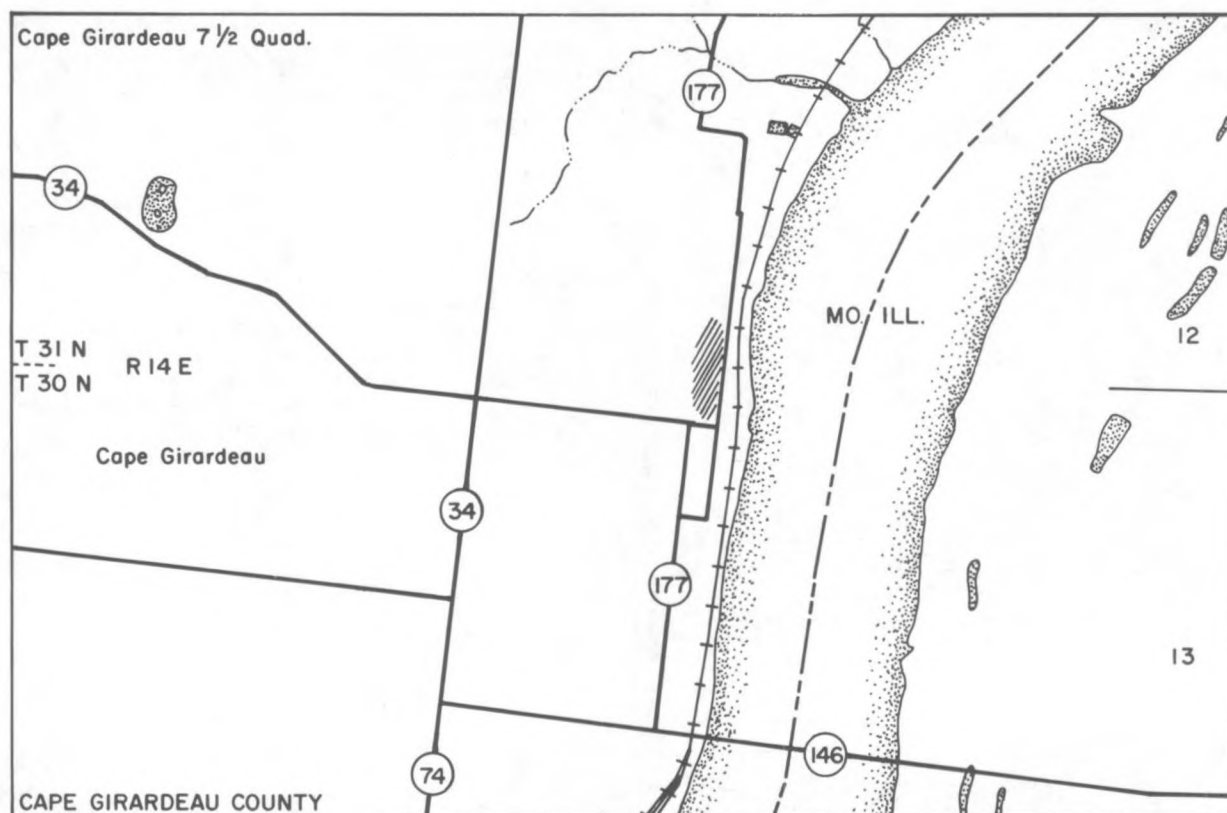 Cape Girardeau 7 1/2 Quad.
177
34
MO. ILL.
12
T 31 N
R 14 E
T 30 N
Cape Girardeau
34
177
13
146
74
CAPE GIRARDEAU COUNTY